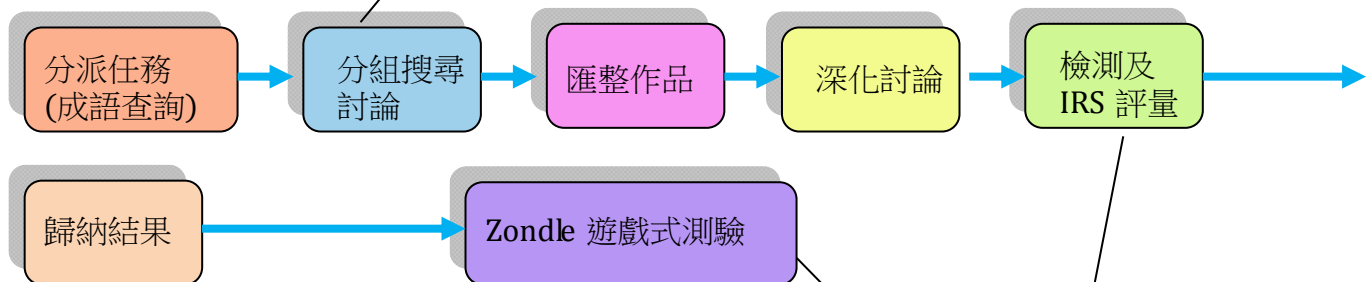 分派任務
(成語查詢)
分組搜尋
討論
匯整作品
深化討論
檢測及
IRS 評量
歸納結果
Zondle 遊戲式測驗